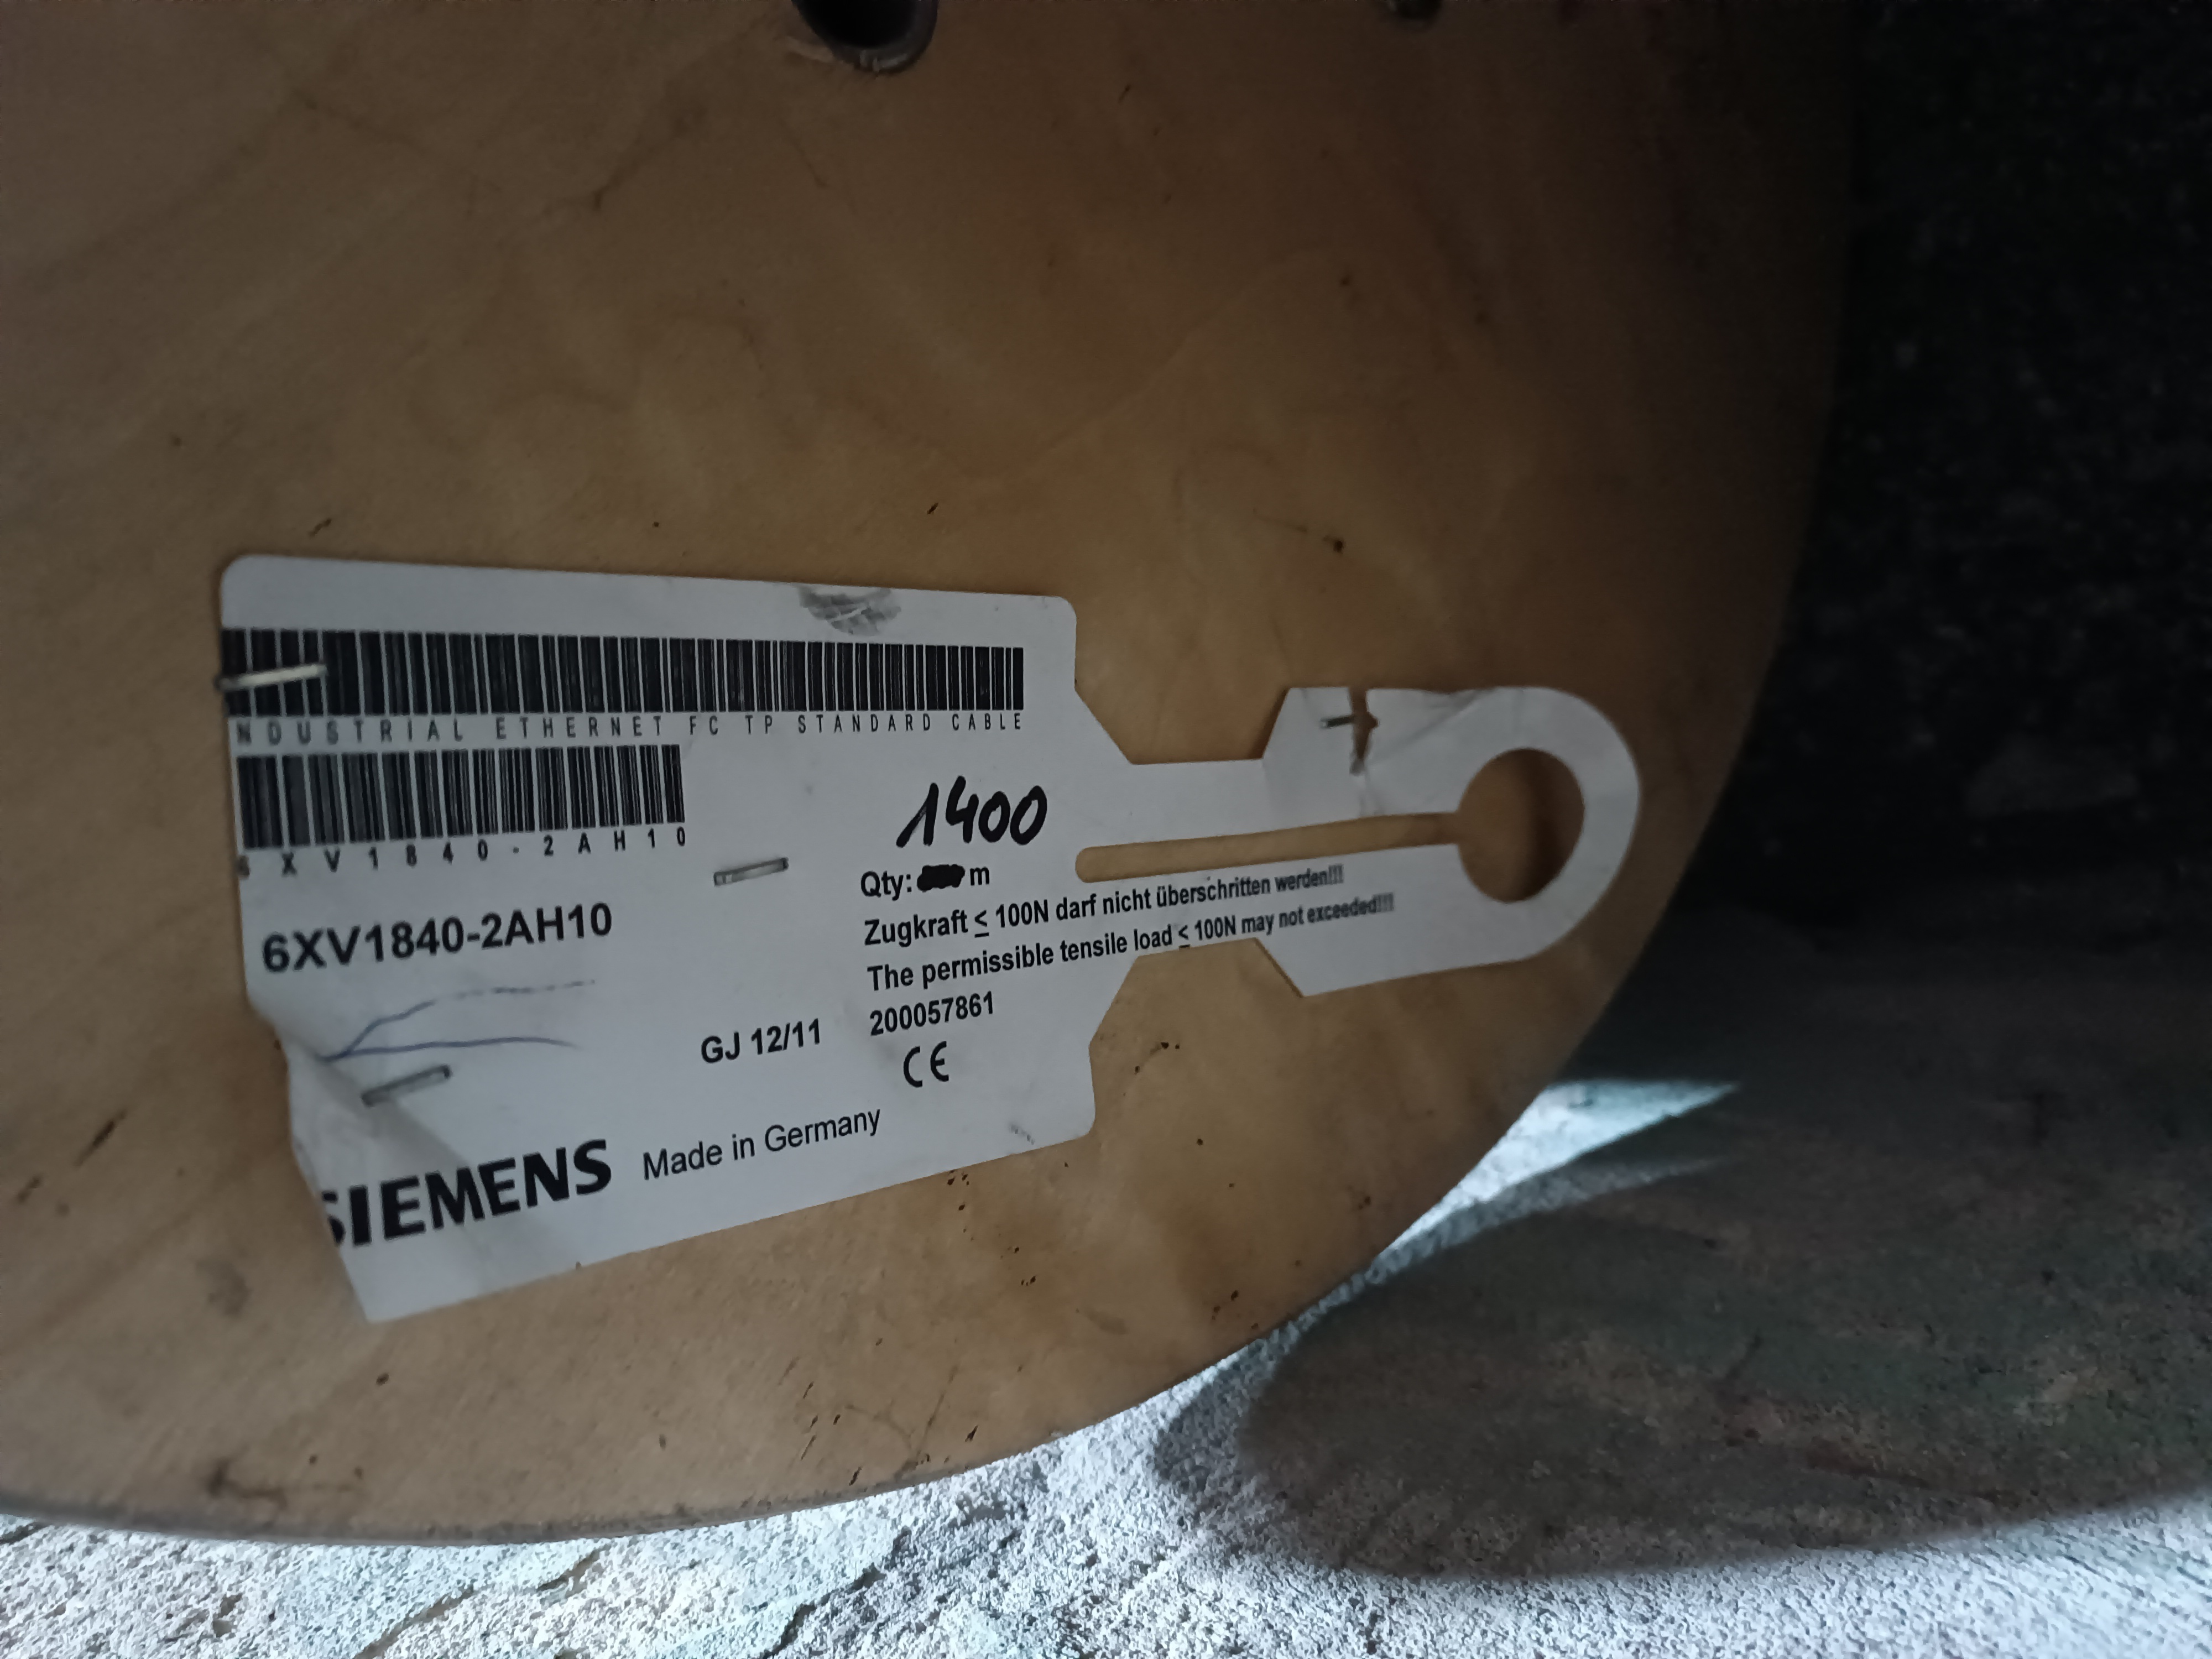 NDUSTRIAL ETHERNET FC TP STANDARD CABLE
6XV1840-2AH10
6XV1840-2AH10
1400
Qty: m
Zugkraft ≤ 100N darf nicht überschritten werden!!!
The permissible tensile load ≤ 100N may not exceeded!!!
GJ 12/11
200057861
CE
SIEMENS Made in Germany